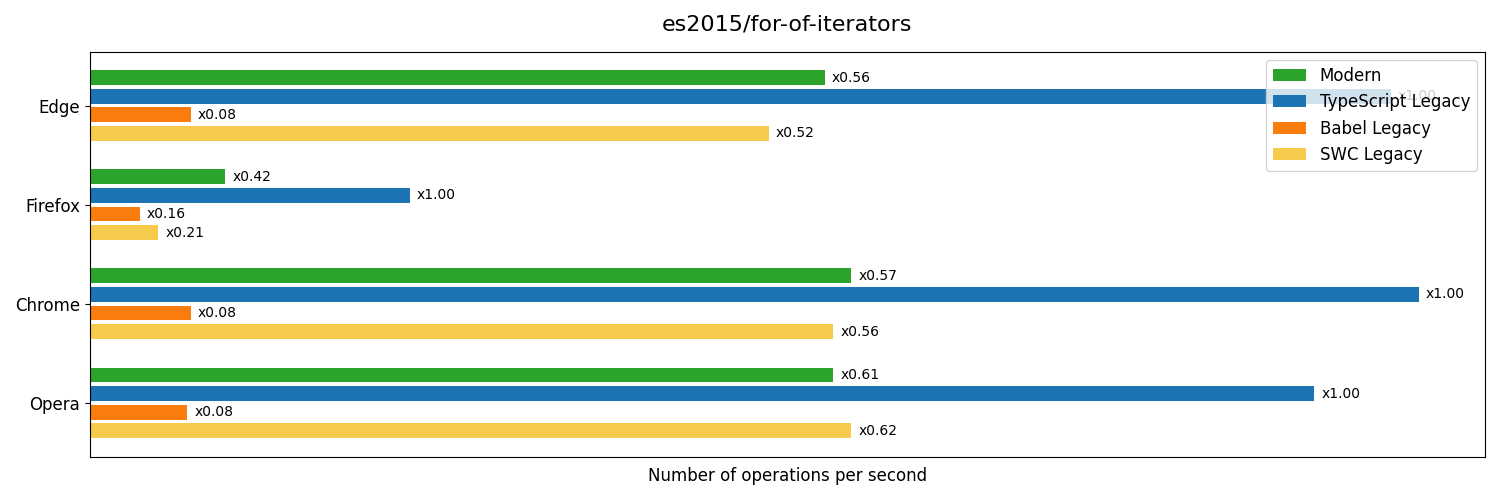 es2015/for-of-iterators
Edge
x0.56
x1.00
x0.08
x0.52
Firefox
x0.42
x1.00
x0.16
x0.21
Chrome
x0.57
x1.00
x0.08
x0.56
Opera
x0.61
x1.00
x0.08
x0.62
Modern
TypeScript Legacy
Babel Legacy
SWC Legacy
Number of operations per second